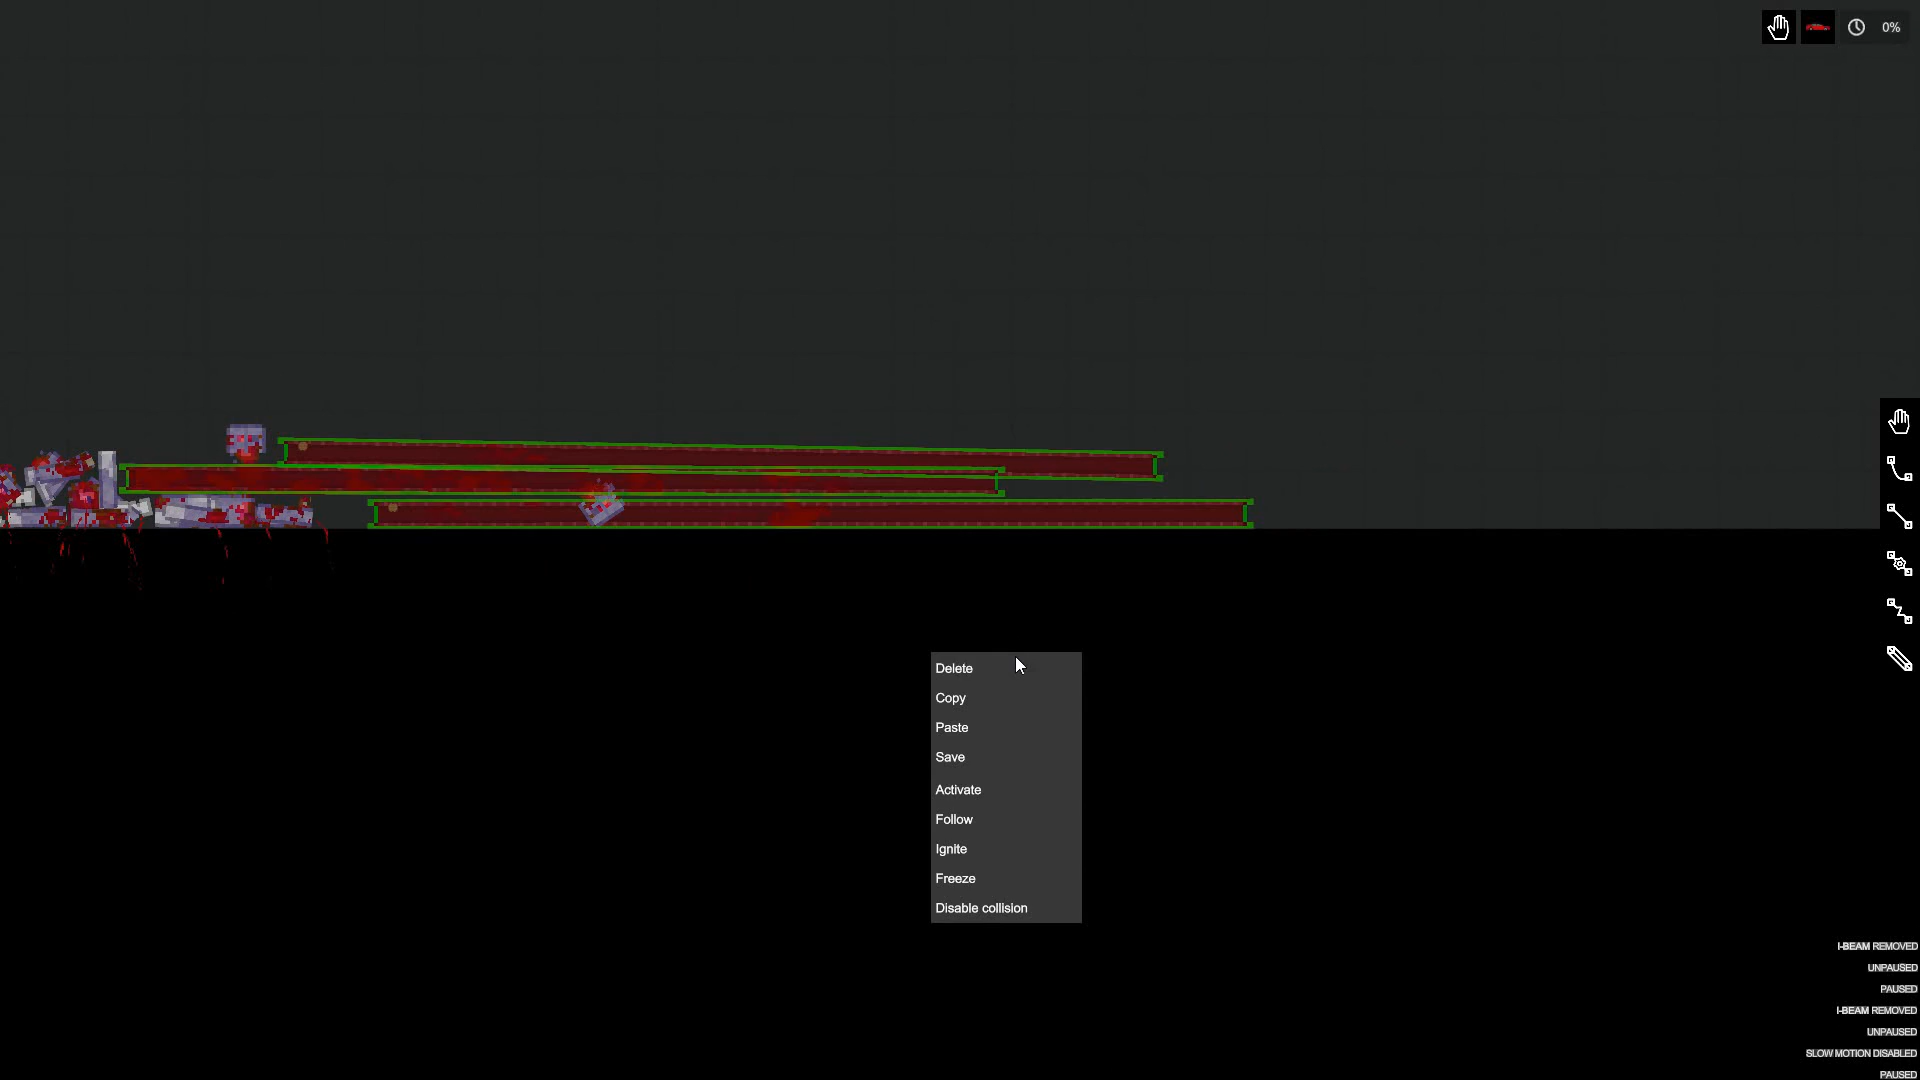 0%
Delete
Copy
Paste
Save
Activate
Follow
Ignite
Freeze
Disable collision
I-BEAM REMOVED
UNPAUSED
PAUSED
I-BEAM REMOVED
UNPAUSED
SLOW MOTION DISABLED
PAUSED